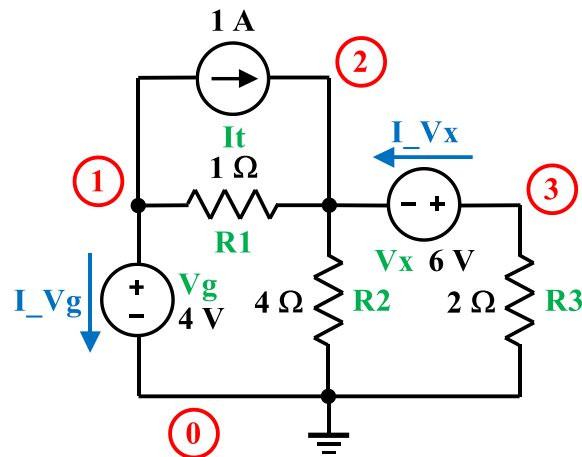 1 A
2
It
I_Vx
1 Ω
1
3
R1
- +
Vx 6 V
I_Vg
+
-
Vg
4 V
4 Ω
R2
2 Ω
R3
0